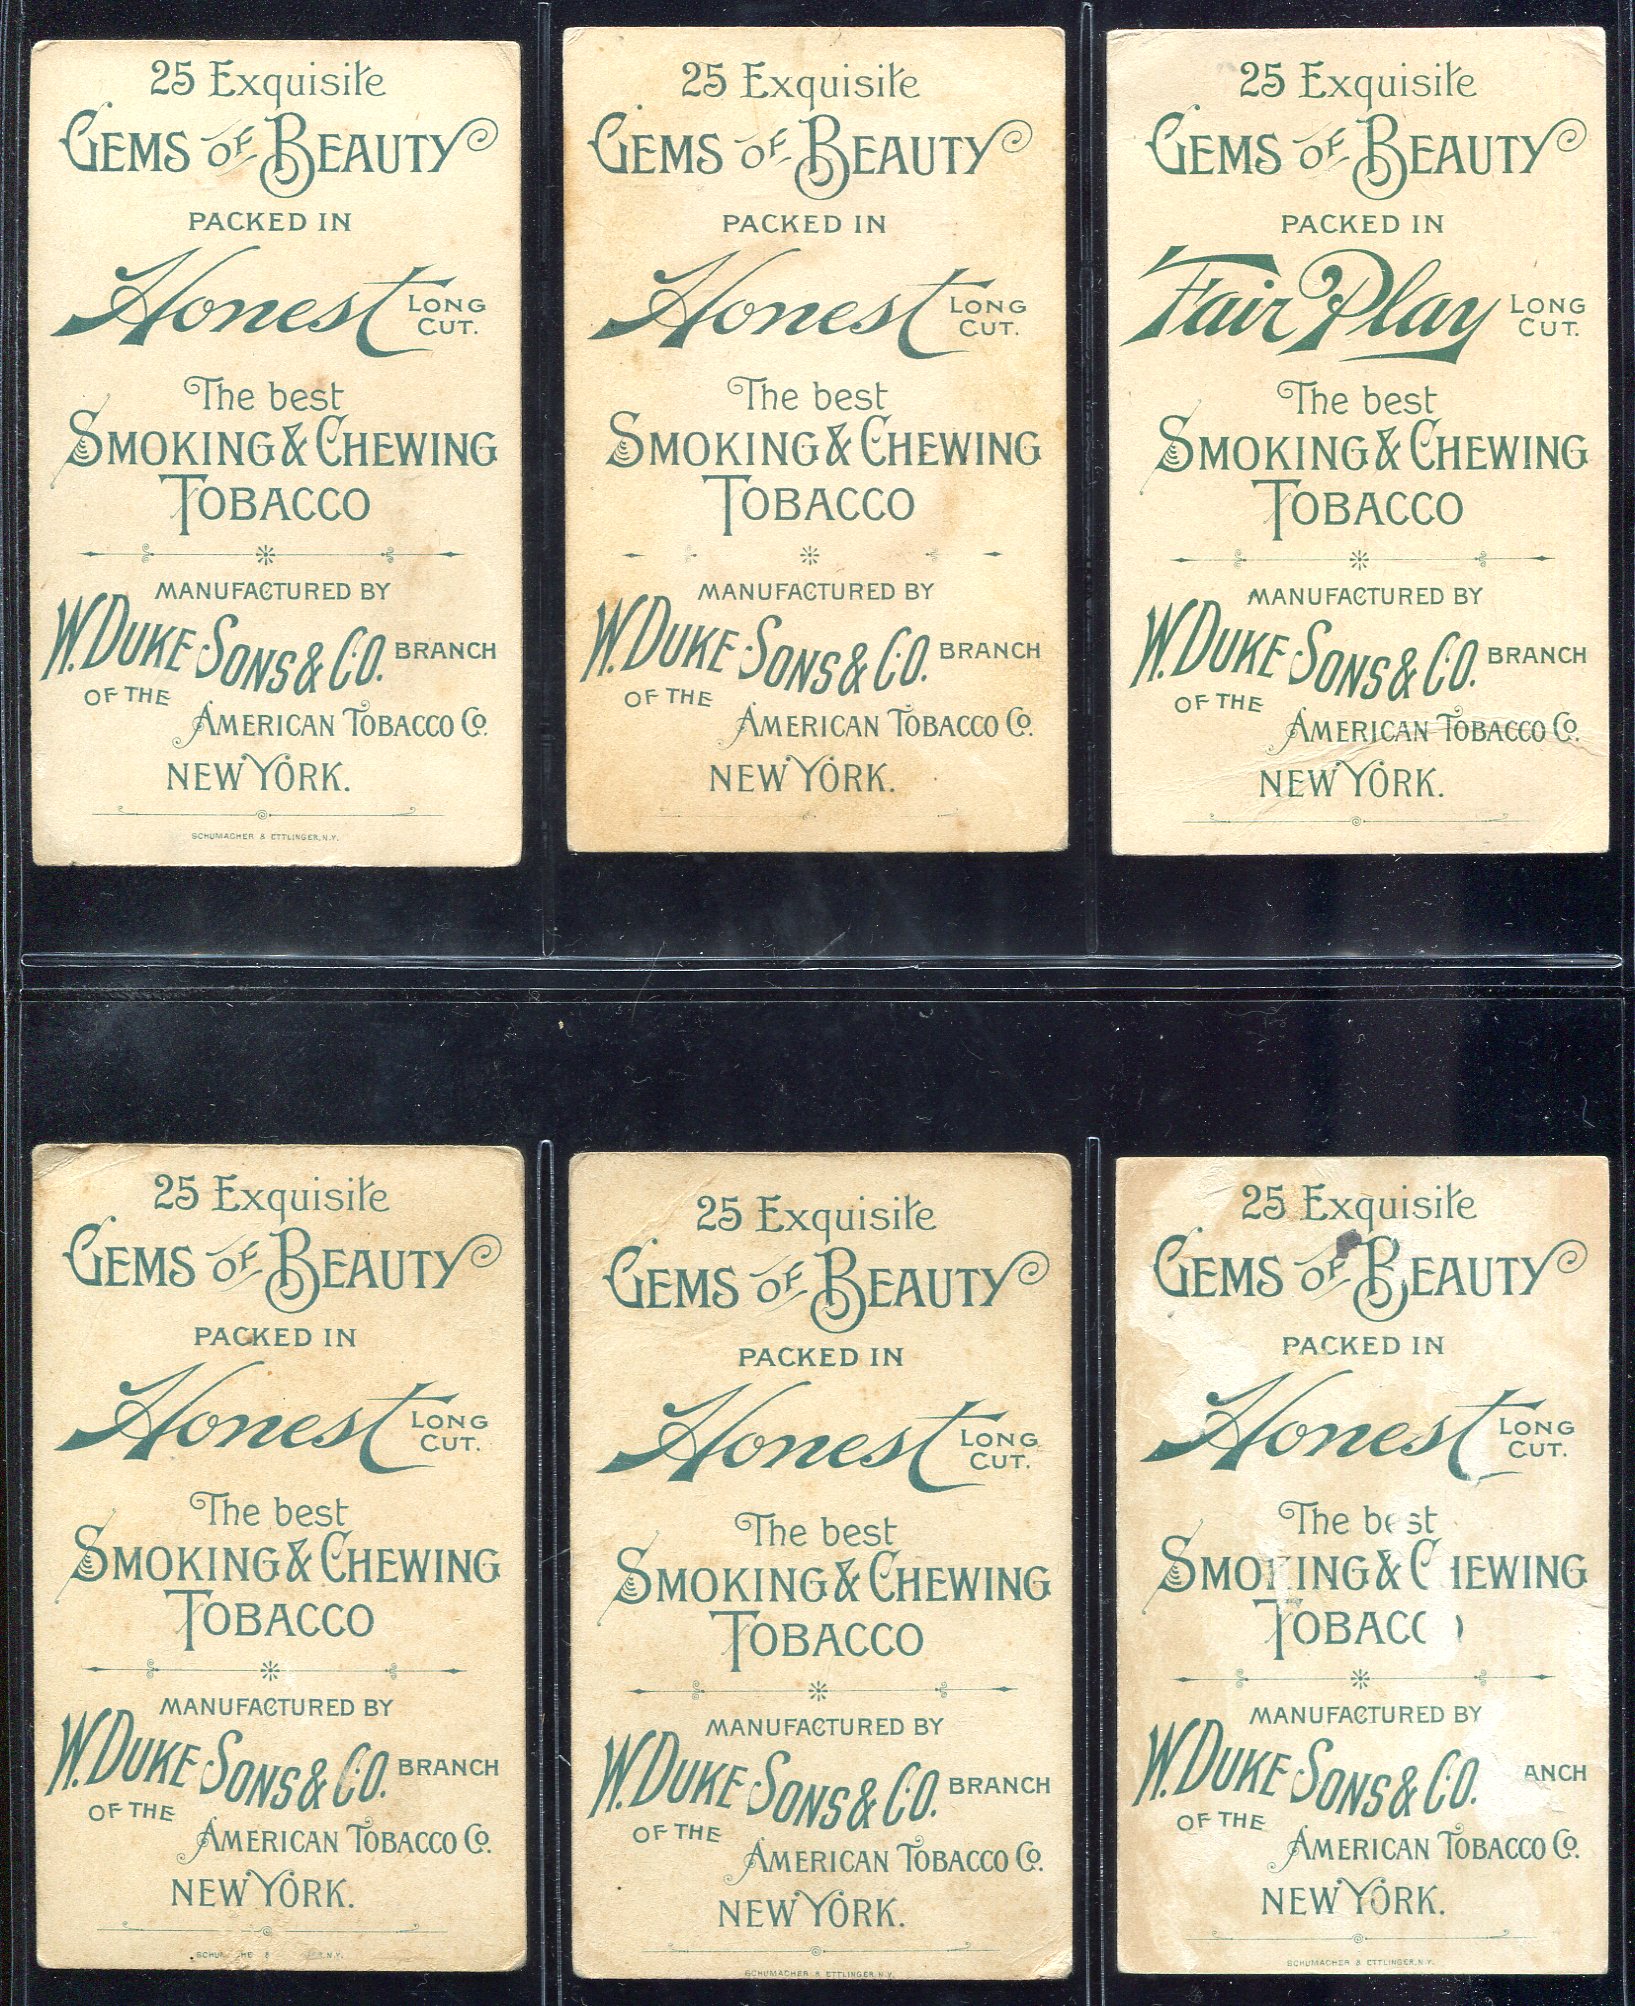 25 Exquisite
GEMS OF BEAUTY
PACKED IN
Honest LONG CUT.
The best
SMOKING & CHEWING
TOBACCO
MANUFACTURED BY
W. DUKE·SONS & CO. BRANCH
OF THE
AMERICAN TOBACCO CO.
NEW YORK.
SCHUMACHER & ETTLINGER, N.Y.
25 Exquisite
GEMS OF BEAUTY
PACKED IN
Honest LONG CUT.
The best
SMOKING & CHEWING
TOBACCO
MANUFACTURED BY
W. DUKE·SONS & CO. BRANCH
OF THE
AMERICAN TOBACCO CO.
NEW YORK.
25 Exquisite
GEMS OF BEAUTY
PACKED IN
Fair Play LONG CUT.
The best
SMOKING & CHEWING
TOBACCO
MANUFACTURED BY
W. DUKE·SONS & CO. BRANCH
OF THE
AMERICAN TOBACCO CO.
NEW YORK.
25 Exquisite
GEMS OF BEAUTY
PACKED IN
Honest LONG CUT.
The best
SMOKING & CHEWING
TOBACCO
MANUFACTURED BY
W. DUKE·SONS & CO. BRANCH
OF THE
AMERICAN TOBACCO CO.
NEW YORK.
& N.Y.
25 Exquisite
GEMS OF BEAUTY
PACKED IN
Honest LONG CUT.
The best
SMOKING & CHEWING
TOBACCO
MANUFACTURED BY
W. DUKE·SONS & CO. BRANCH
OF THE
AMERICAN TOBACCO CO.
NEW YORK.
SCHUMACHER & ETTLINGER, N.Y.
25 Exquisite
GEMS OF BEAUTY
PACKED IN
Honest LONG CUT.
The best
SMOKING & CHEWING
TOBACCO
MANUFACTURED BY
W. DUKE·SONS & CO. ANCH
OF THE
AMERICAN TOBACCO CO.
NEW YORK.
SCHUMACHER & ETTLINGER, N.Y.